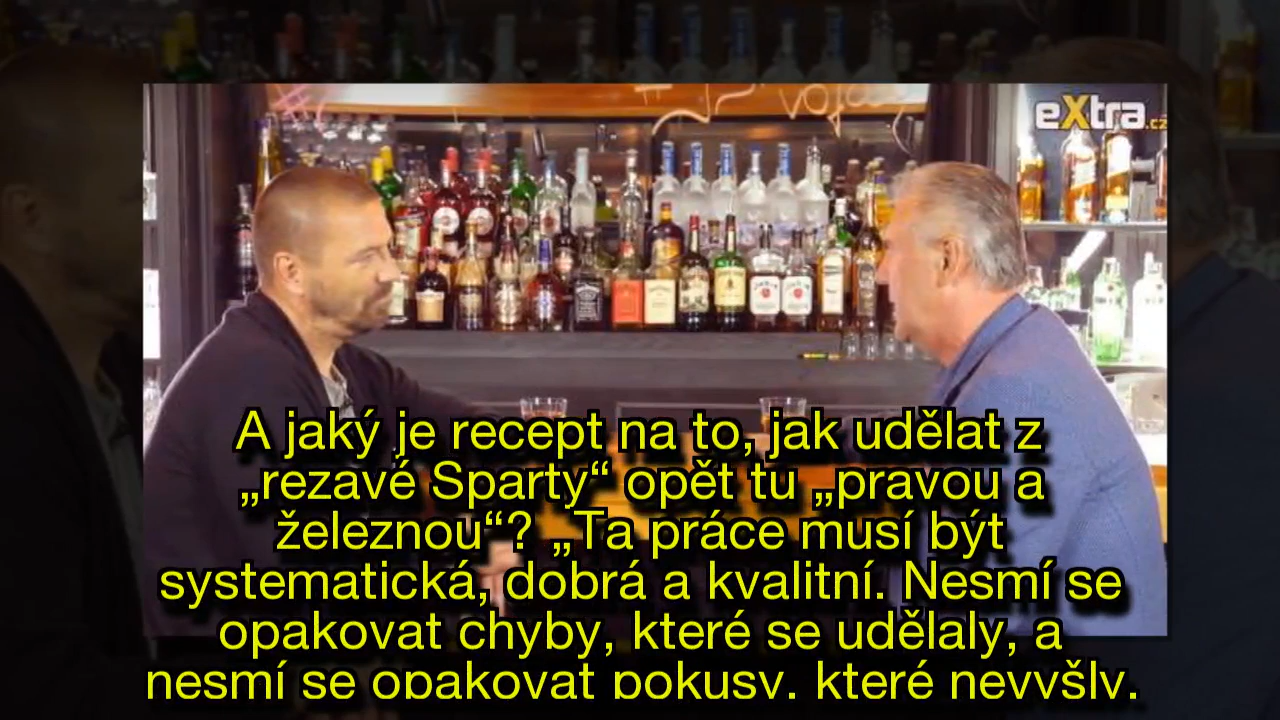 eXtra.cz
A jaký je recept na to, jak udělat z
„rezavé Sparty“ opět tu „pravou a
železnou“? „Ta práce musí být
systematická, dobrá a kvalitní. Nesmí se
opakovat chyby, které se udělaly, a
nesmí se opakovat pokusy, které nevyšly.